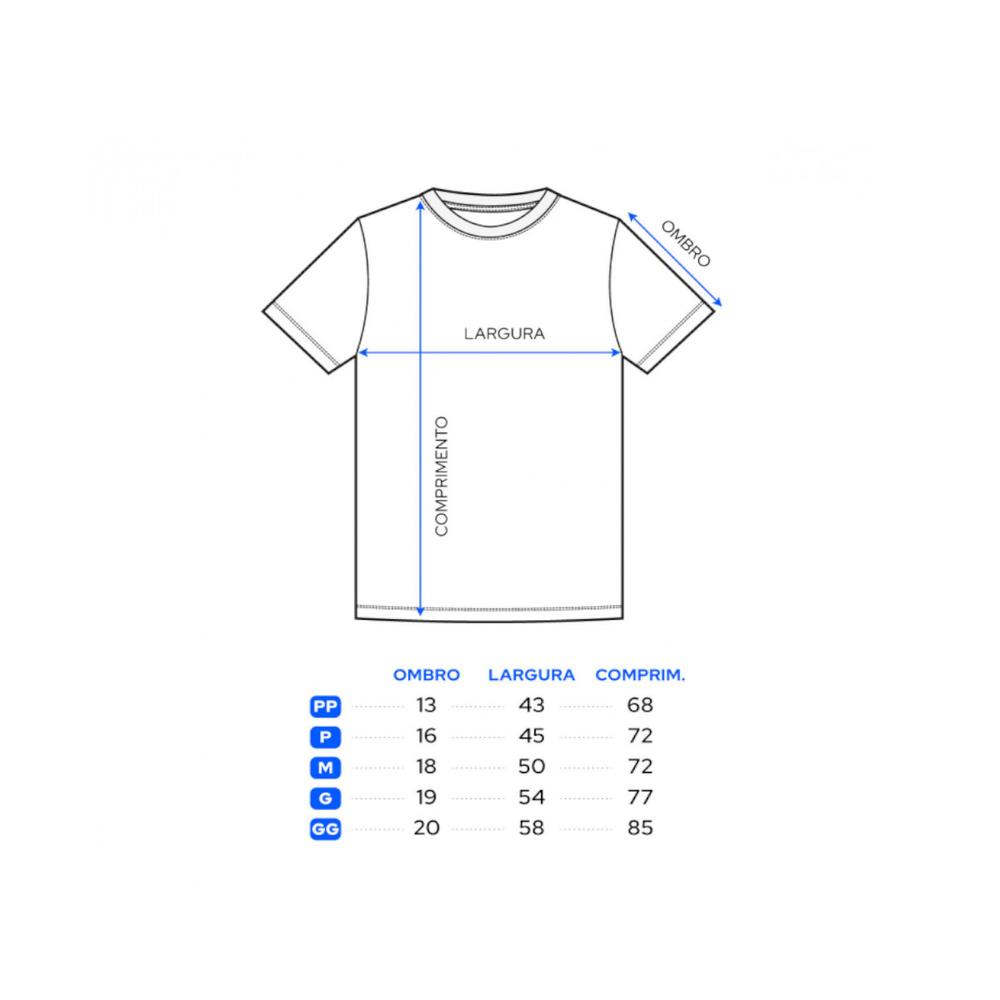 OMBRO
LARGURA
COMPRIMENTO
OMBRO LARGURA COMPRIM.
PP 13 43 68
P 16 45 72
M 18 50 72
G 19 54 77
GG 20 58 85